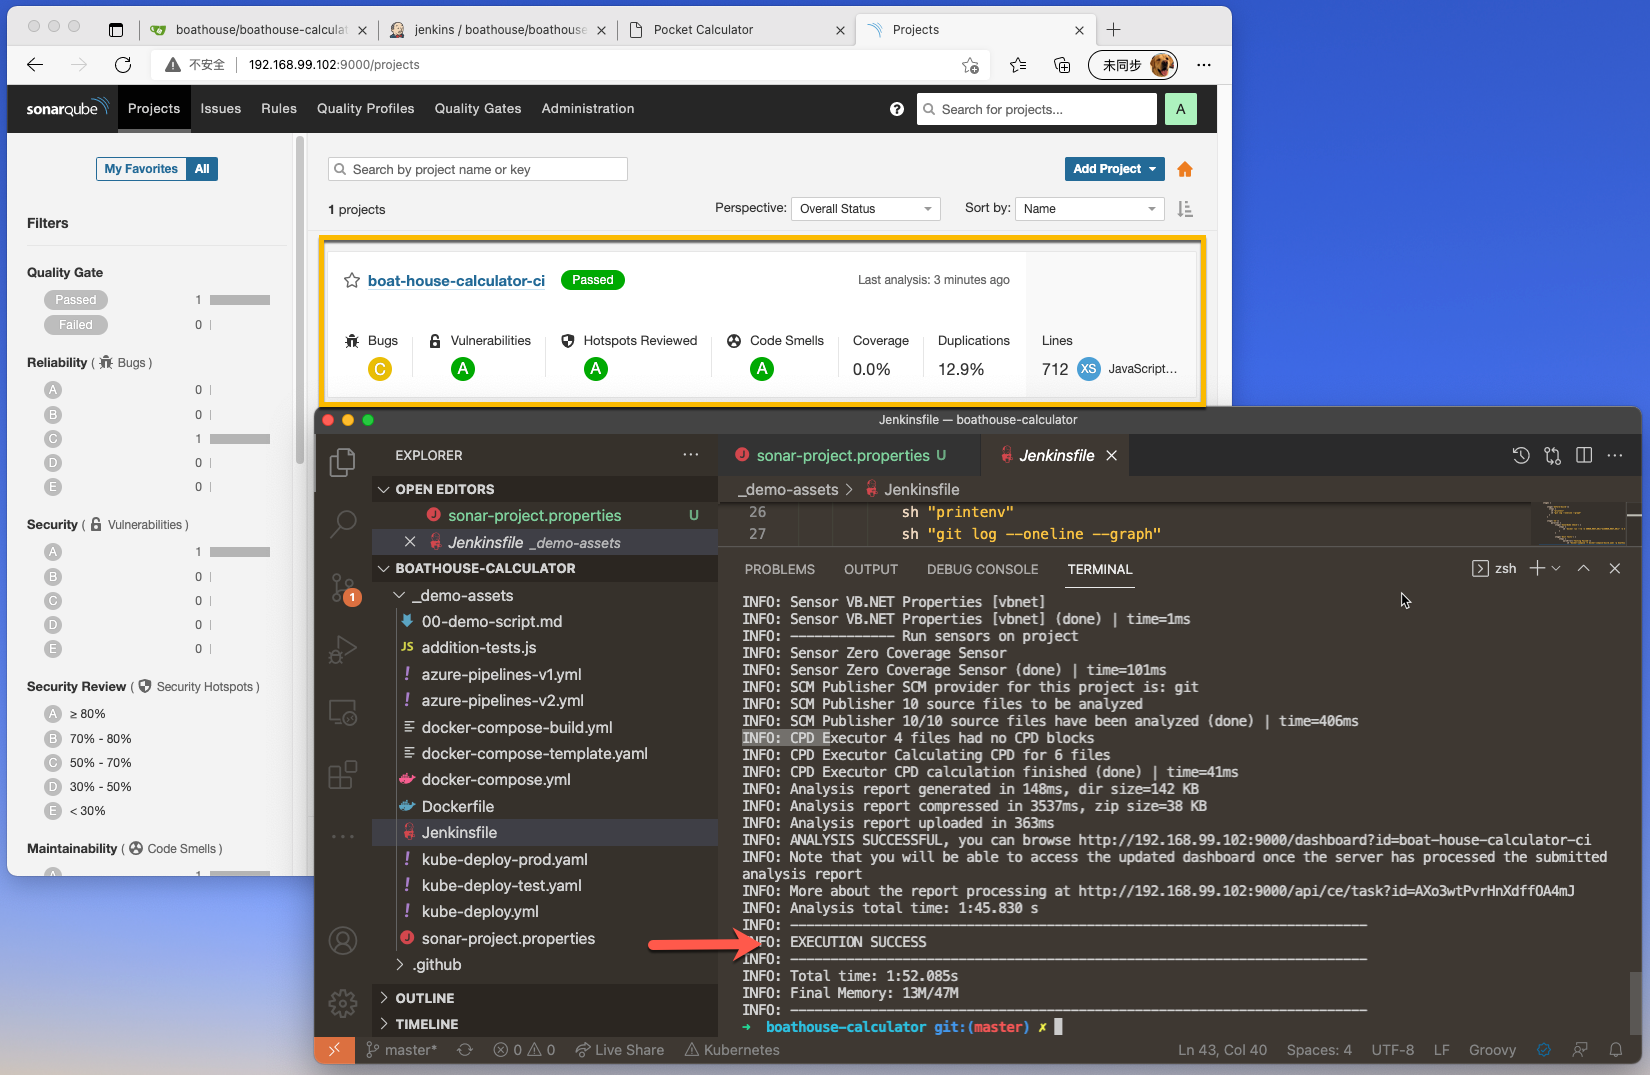 boathouse/boathouse-calculat
jenkins / boathouse/boathouse
Pocket Calculator
Projects
不安全
192.168.99.102:9000/projects
未同步
sonarqube
Projects
Issues
Rules
Quality Profiles
Quality Gates
Administration
Search for projects...
A
My Favorites
All
Search by project name or key
Add Project
1 projects
Perspective:
Overall Status
Sort by:
Name
Filters
Quality Gate
Passed 1
Failed 0
Reliability ( Bugs )
A 0
B 0
C 1
D 0
E 0
Security ( Vulnerabilities )
A 1
B 0
C 0
D 0
E 0
Security Review ( Security Hotspots )
A ≥ 80%
B 70% - 80%
C 50% - 70%
D 30% - 50%
E < 30%
Maintainability ( Code Smells )
boat-house-calculator-ci
Passed
Last analysis: 3 minutes ago
Bugs
Vulnerabilities
Hotspots Reviewed
Code Smells
Coverage
Duplications
Lines
C
A
A
A
0.0%
12.9%
712
XS
JavaScript...
Jenkinsfile — boathouse-calculator
EXPLORER
OPEN EDITORS
sonar-project.properties U
Jenkinsfile _demo-assets
BOATHOUSE-CALCULATOR
_demo-assets
00-demo-script.md
JS addition-tests.js
! azure-pipelines-v1.yml
! azure-pipelines-v2.yml
docker-compose-build.yml
docker-compose-template.yaml
docker-compose.yml
Dockerfile
Jenkinsfile
! kube-deploy-prod.yaml
! kube-deploy-test.yaml
! kube-deploy.yml
sonar-project.properties
.github
OUTLINE
TIMELINE
1
sonar-project.properties U
Jenkinsfile
_demo-assets > Jenkinsfile
26 sh "printenv"
27 sh "git log --oneline --graph"
PROBLEMS
OUTPUT
DEBUG CONSOLE
TERMINAL
zsh
INFO: Sensor VB.NET Properties [vbnet]
INFO: Sensor VB.NET Properties [vbnet] (done) | time=1ms
INFO: ------------- Run sensors on project
INFO: Sensor Zero Coverage Sensor
INFO: Sensor Zero Coverage Sensor (done) | time=101ms
INFO: SCM Publisher SCM provider for this project is: git
INFO: SCM Publisher 10 source files to be analyzed
INFO: SCM Publisher 10/10 source files have been analyzed (done) | time=406ms
INFO: CPD Executor 4 files had no CPD blocks
INFO: CPD Executor Calculating CPD for 6 files
INFO: CPD Executor CPD calculation finished (done) | time=41ms
INFO: Analysis report generated in 148ms, dir size=142 KB
INFO: Analysis report compressed in 3537ms, zip size=38 KB
INFO: Analysis report uploaded in 363ms
INFO: ANALYSIS SUCCESSFUL, you can browse http://192.168.99.102:9000/dashboard?id=boat-house-calculator-ci
INFO: Note that you will be able to access the updated dashboard once the server has processed the submitted
analysis report
INFO: More about the report processing at http://192.168.99.102:9000/api/ce/task?id=AXo3wtPvrHnXdffOA4mJ
INFO: Analysis total time: 1:45.830 s
INFO: ------------------------------------------------------------------------
INFO: EXECUTION SUCCESS
INFO: ------------------------------------------------------------------------
INFO: Total time: 1:52.085s
INFO: Final Memory: 13M/47M
INFO: ------------------------------------------------------------------------
➜ boathouse-calculator git:(master) ✗
master*
0
0
Live Share
Kubernetes
Ln 43, Col 40
Spaces: 4
UTF-8
LF
Groovy